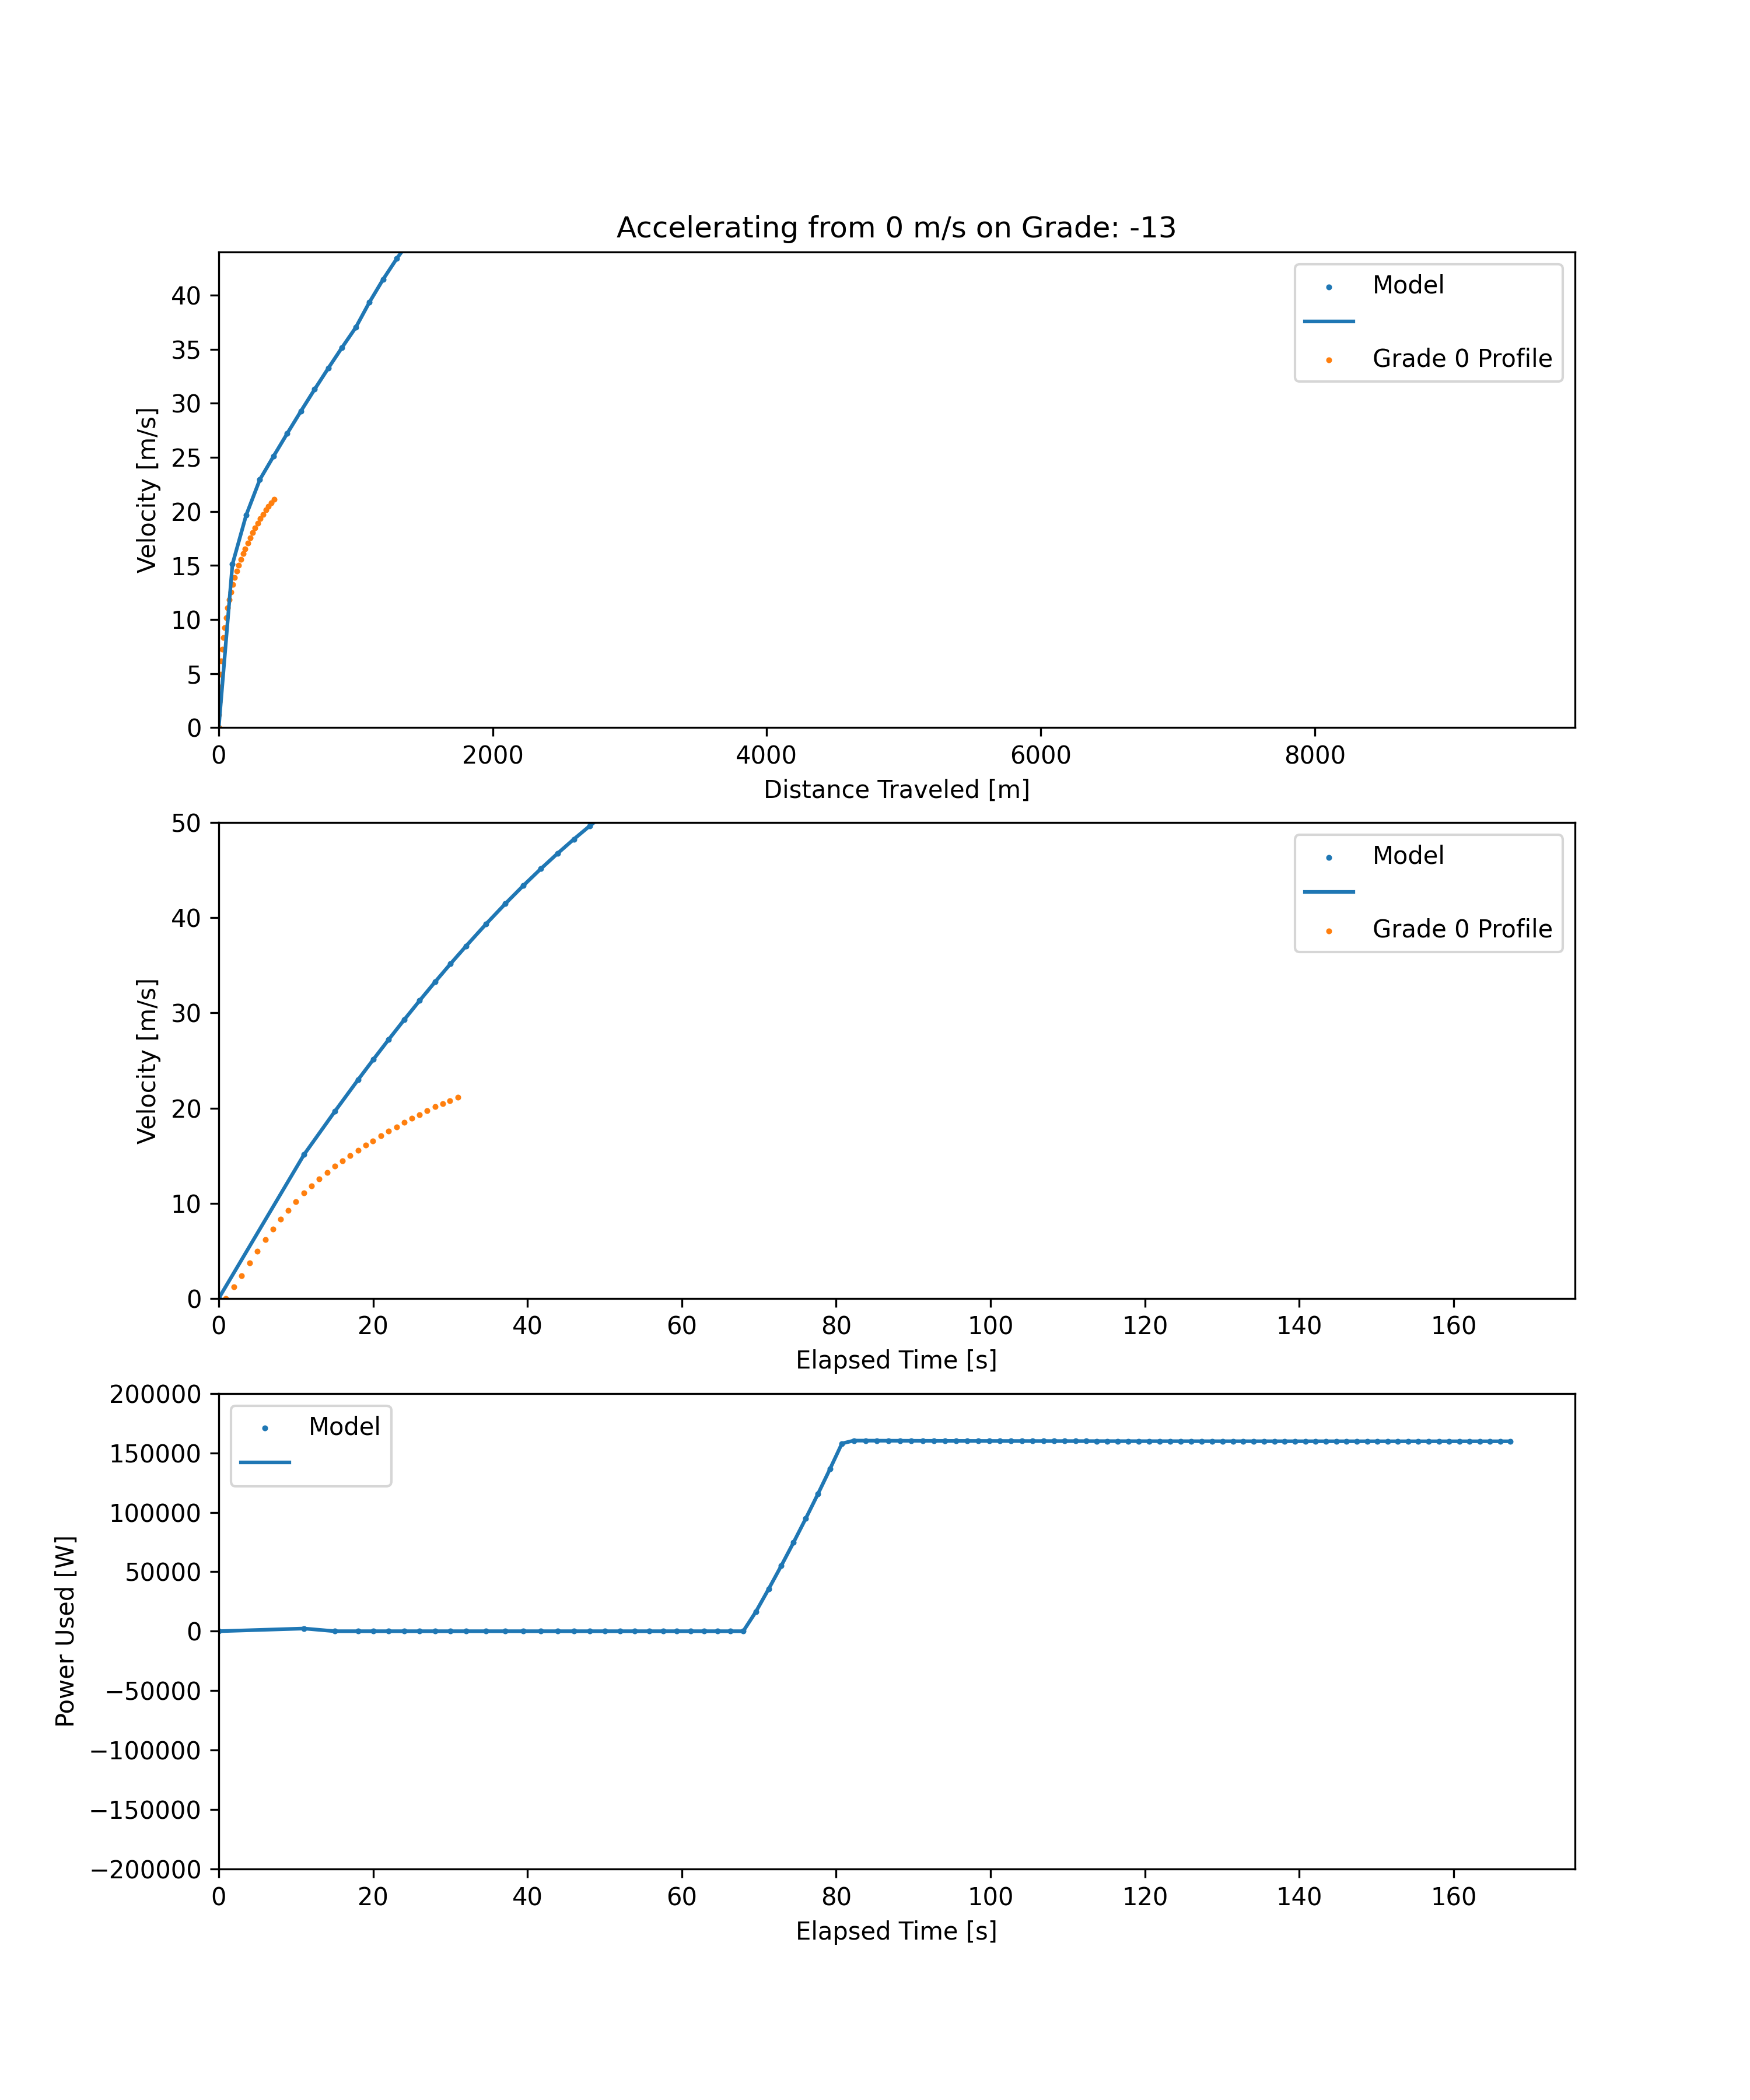 Accelerating from 0 m/s on Grade: -13
40
35
30
25
20
15
10
5
0
Velocity [m/s]
Model
Grade 0 Profile
0 2000 4000 6000 8000
Distance Traveled [m]
50
40
30
20
10
0
Velocity [m/s]
Model
Grade 0 Profile
0 20 40 60 80 100 120 140 160
Elapsed Time [s]
200000
150000
100000
50000
0
−50000
−100000
−150000
−200000
Power Used [W]
Model
0 20 40 60 80 100 120 140 160
Elapsed Time [s]